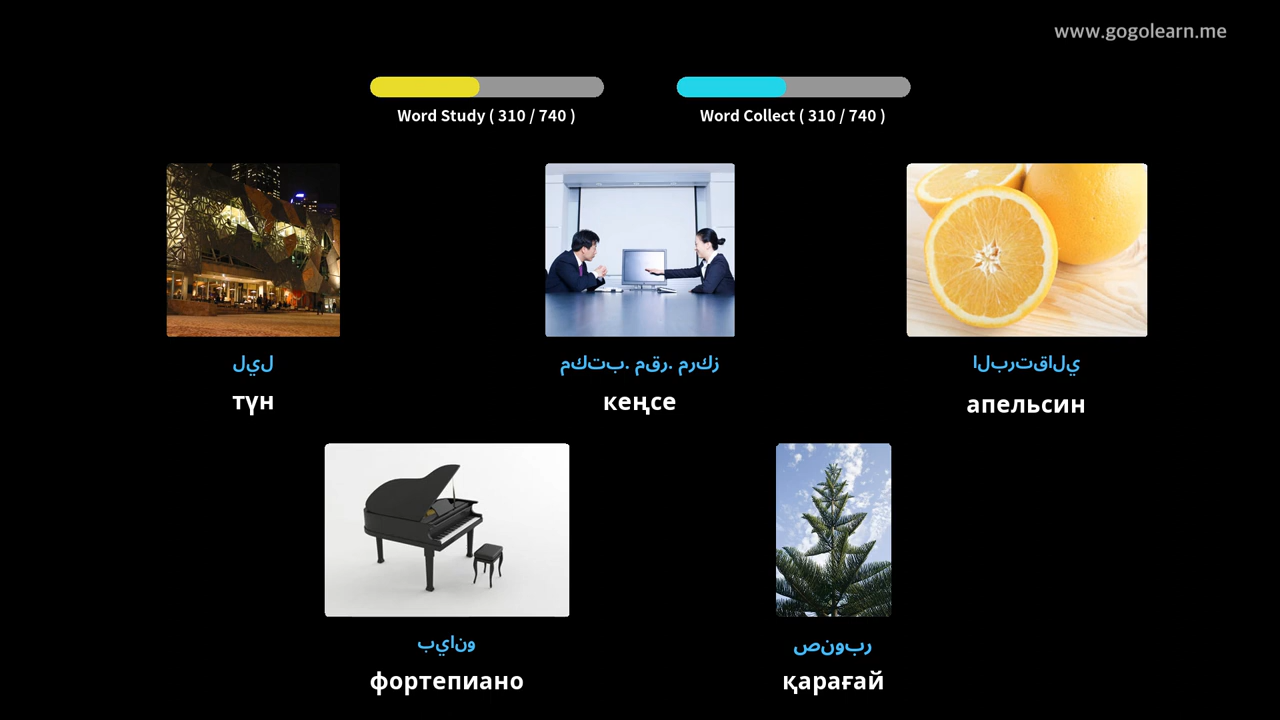 www.gogolearn.me
Word Study ( 310 / 740 )
Word Collect ( 310 / 740 )
ليل
түн
مكتب. مقر. مركز
кеңсе
البرتقالي
апельсин
بيانو
фортепиано
صنوبر
қарағай